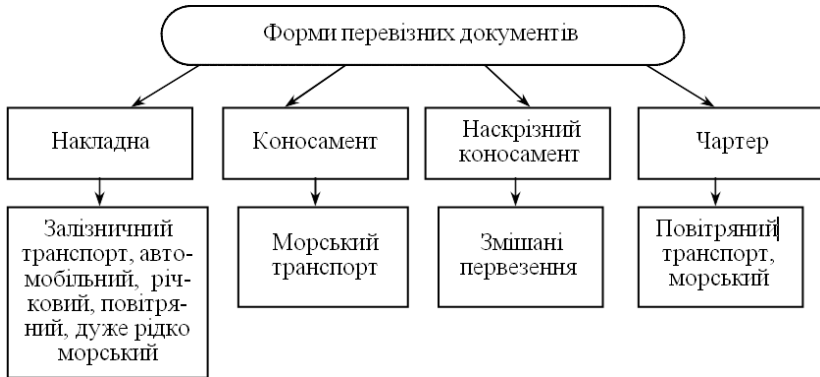 Форми перевізних документів
Накладна
Коносамент
Наскрізний
коносамент
Чартер
Залізничний
транспорт, авто-
мобільний, річ-
ковий, повітря-
ний, дуже рідко
морський
Морський
транспорт
Змішані
первезення
Повітряний
транспорт,
морський